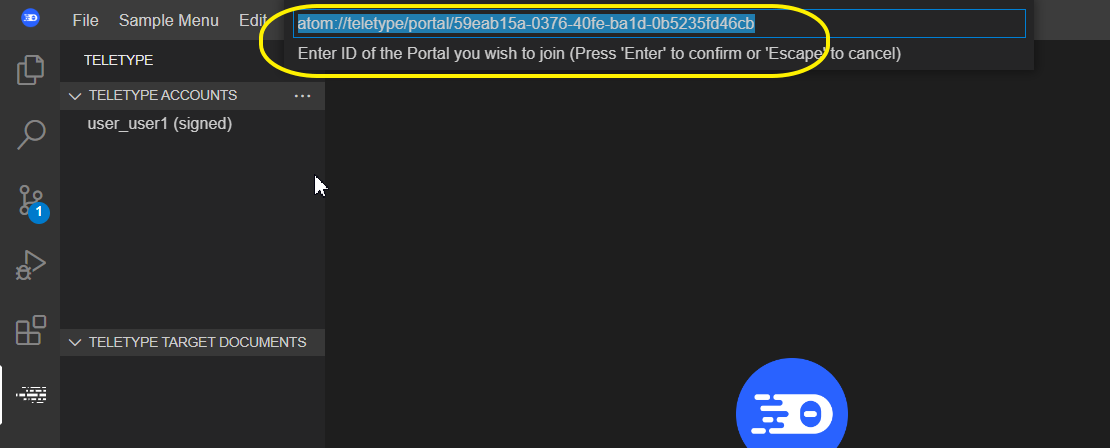 File Sample Menu Edit
atom://teletype/portal/59eab15a-0376-40fe-ba1d-0b5235fd46cb
Enter ID of the Portal you wish to join (Press 'Enter' to confirm or 'Escape' to cancel)
TELETYPE
TELETYPE ACCOUNTS
user_user1 (signed)
1
TELETYPE TARGET DOCUMENTS